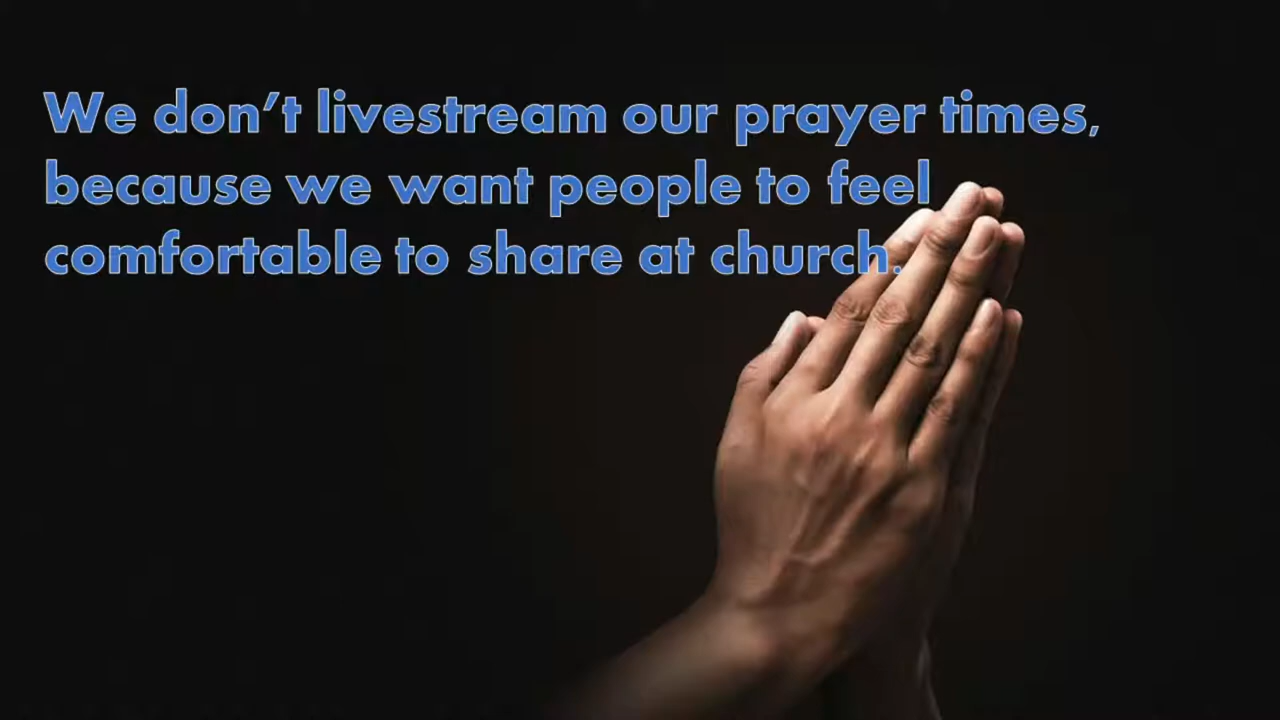 We don’t livestream our prayer times,
because we want people to feel
comfortable to share at church.